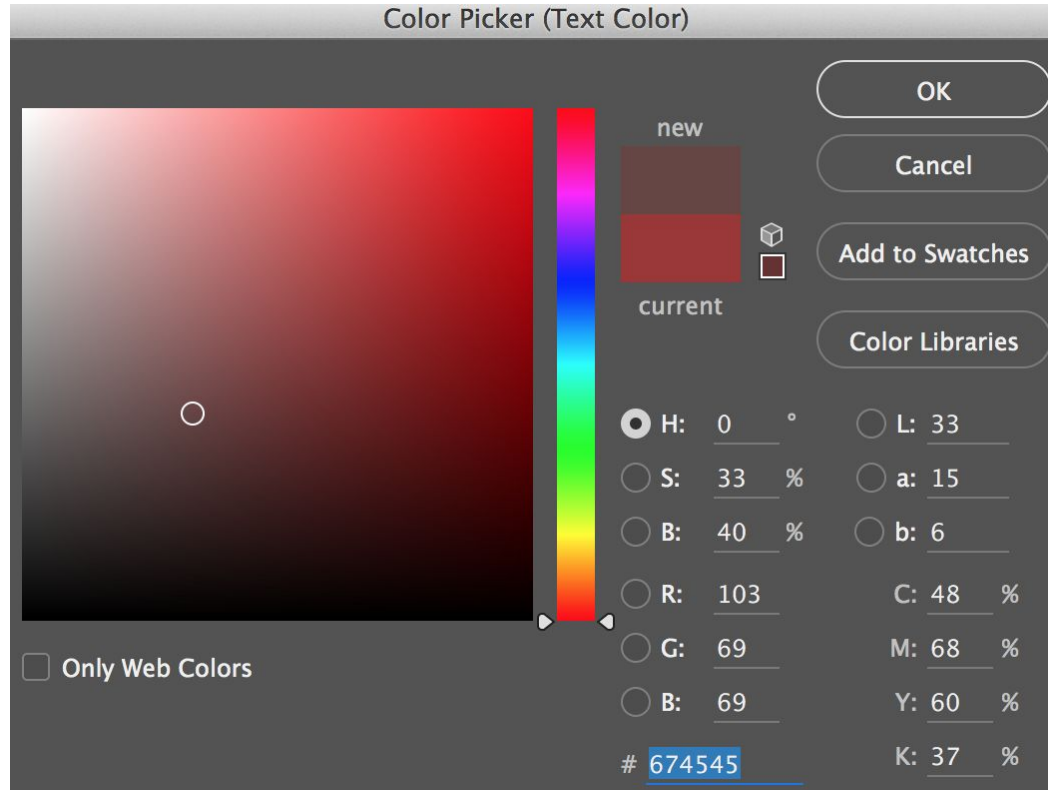 Color Picker (Text Color)
OK
new
Cancel
Add to Swatches
current
Color Libraries
H: 0 °
L: 33
S: 33 %
a: 15
B: 40 %
b: 6
R: 103
C: 48 %
G: 69
M: 68 %
Only Web Colors
B: 69
Y: 60 %
# 674545
K: 37 %